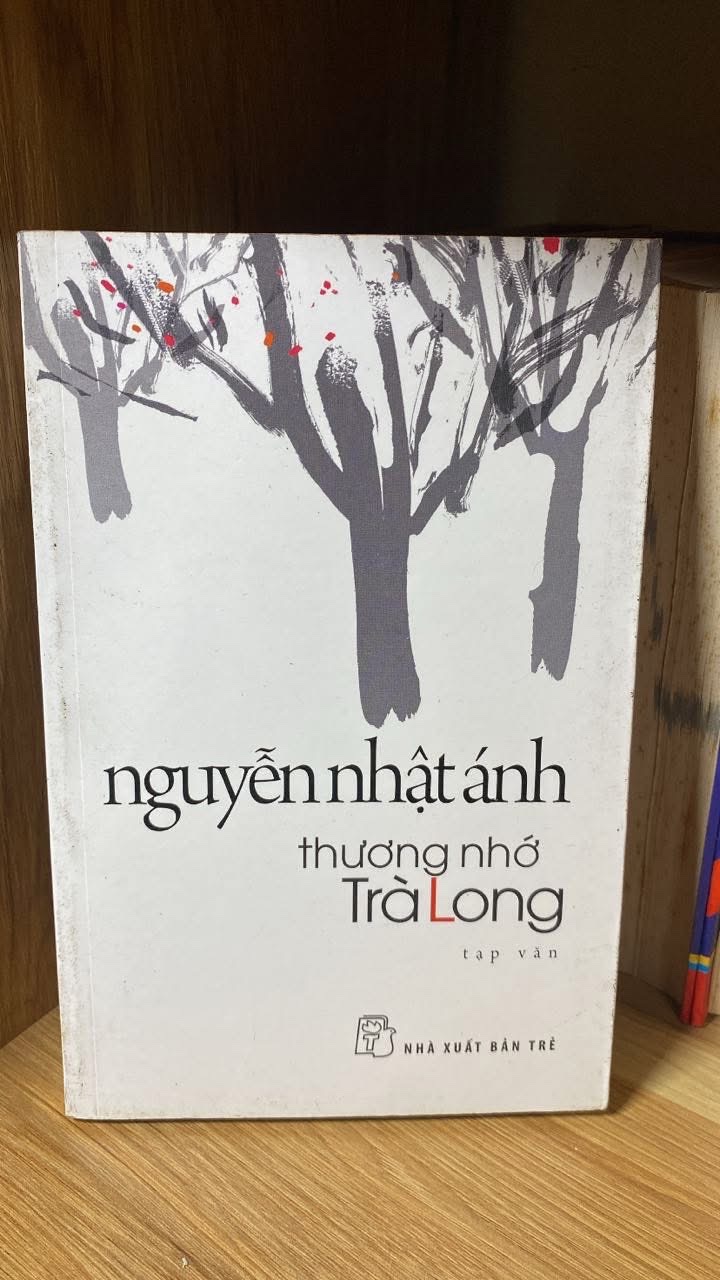 nguyễn nhật ánh
thương nhớ
Trà Long
tạp văn
NHÀ XUẤT BẢN TRẺ